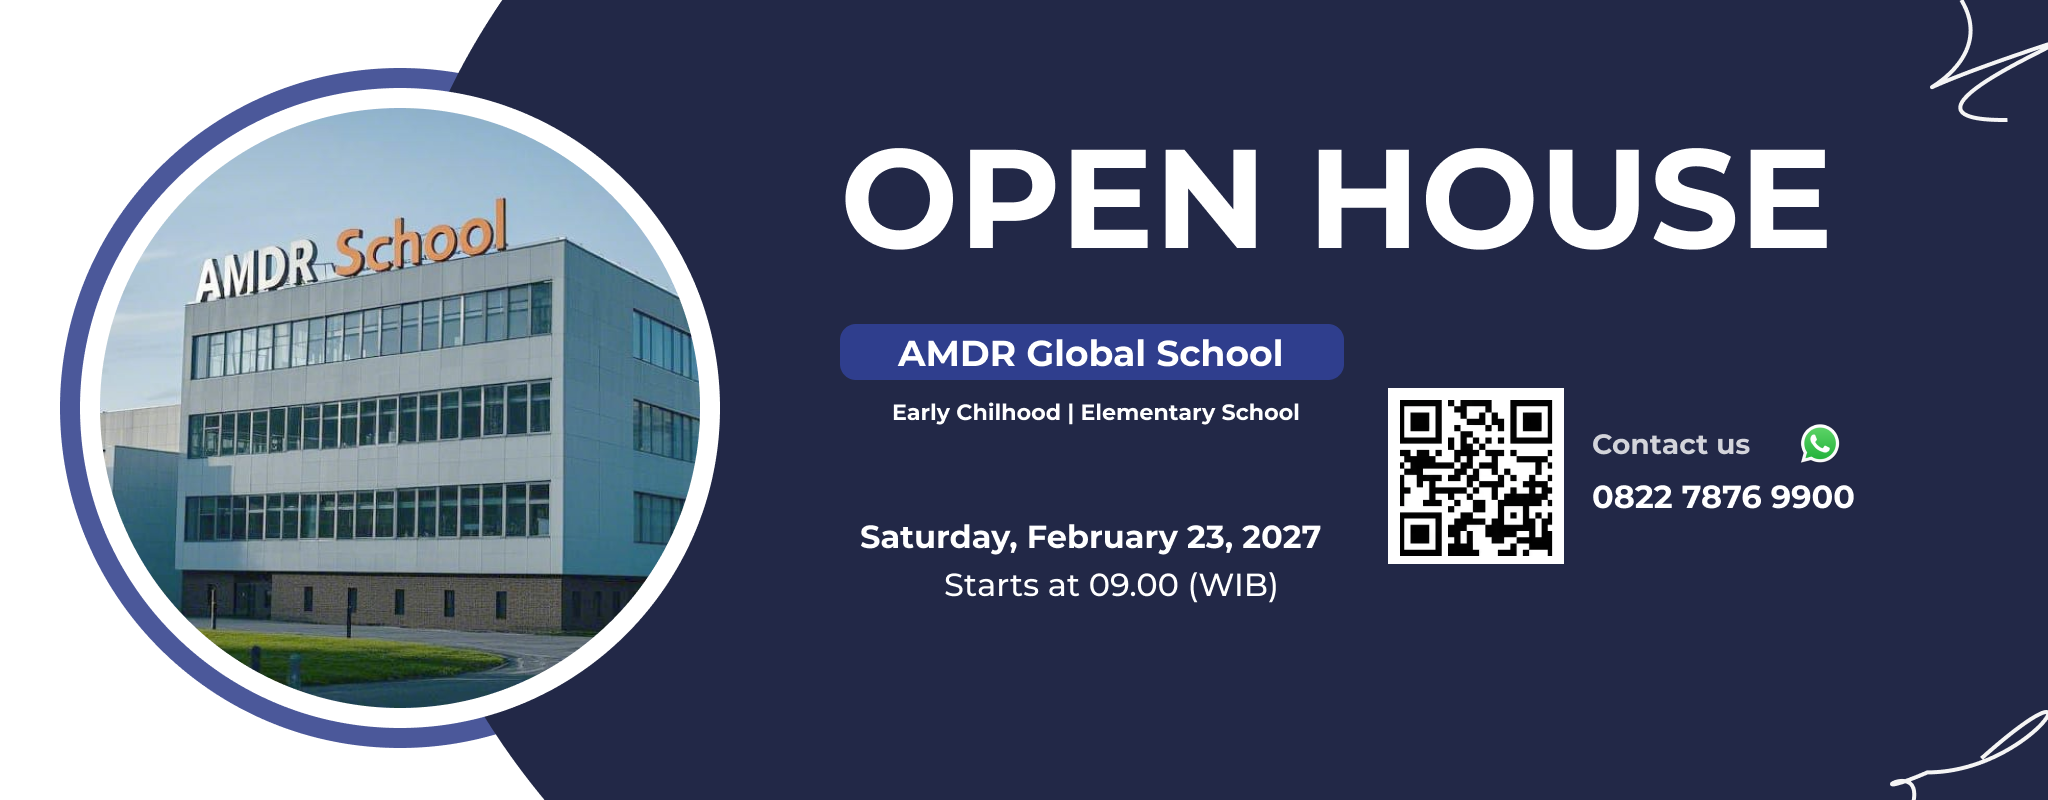 AMDR School
OPEN HOUSE
AMDR Global School
Early Chilhood | Elementary School
Saturday, February 23, 2027
Starts at 09.00 (WIB)
Contact us
0822 7876 9900